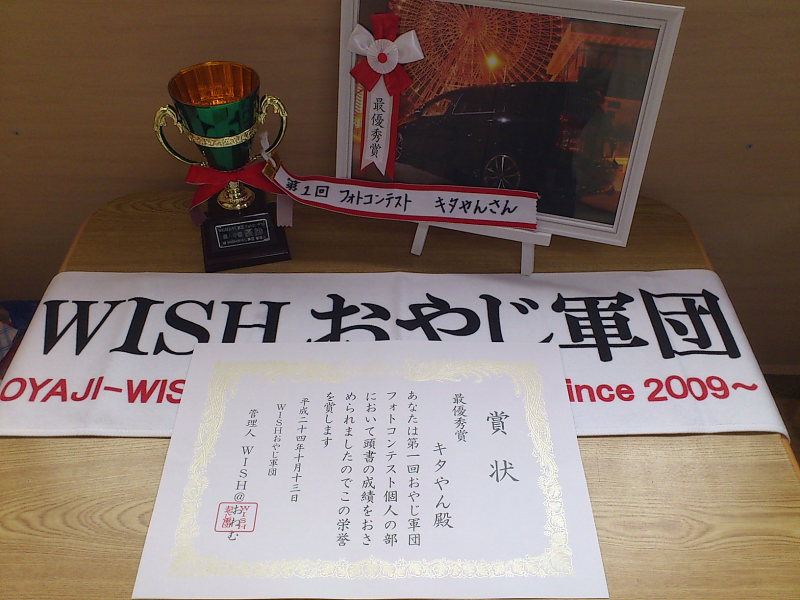 最優秀賞
第1回 フォトコンテスト キタやんさん
WISH おやじ軍団
OYAJI-WIS
ince 2009～
賞状
最優秀賞
キタやん殿
あなたは第一回おやじ軍団
フォトコンテスト個人の部
において頭書の成績をおさ
められましたのでこの栄誉
を賞します
平成二十四年十月十三日
WISHおやじ軍団
管理人 WISH@おねむ